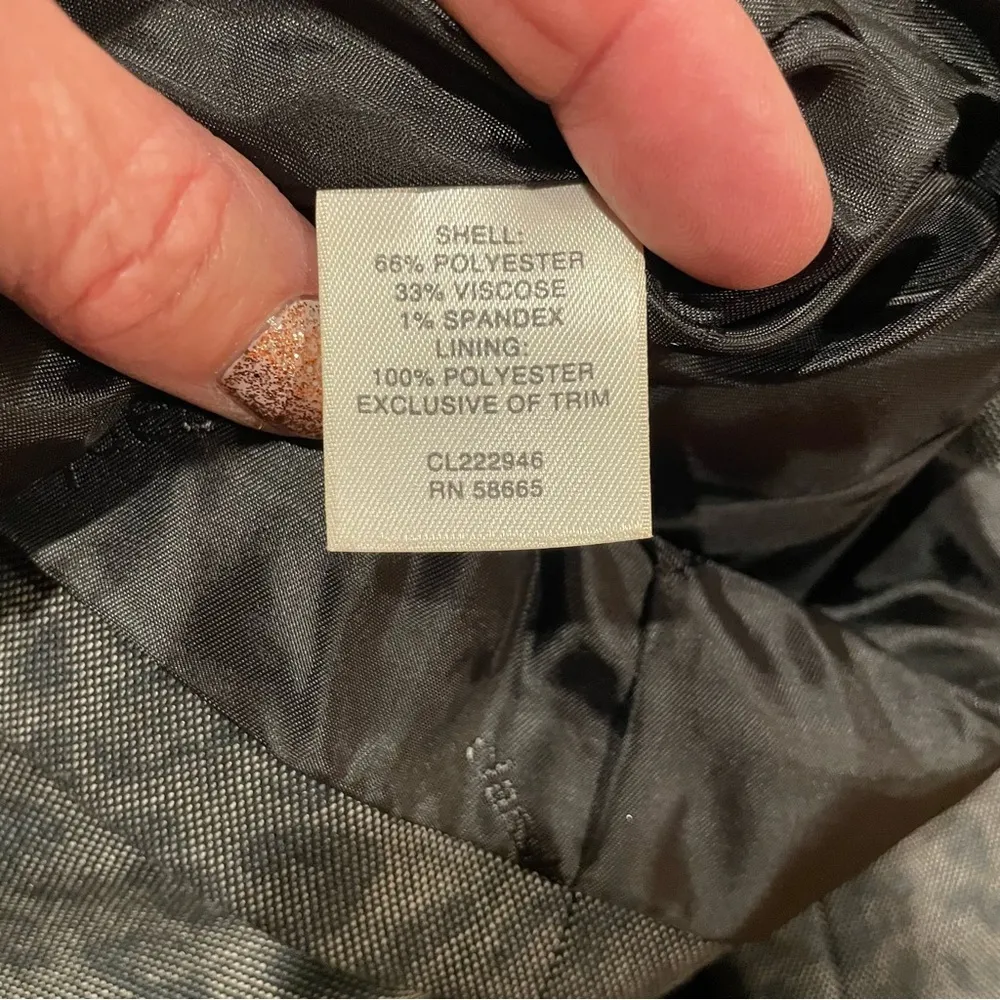 SHELL:
66% POLYESTER
33% VISCOSE
1% SPANDEX
LINING:
100% POLYESTER
EXCLUSIVE OF TRIM
CL222946
RN 58665